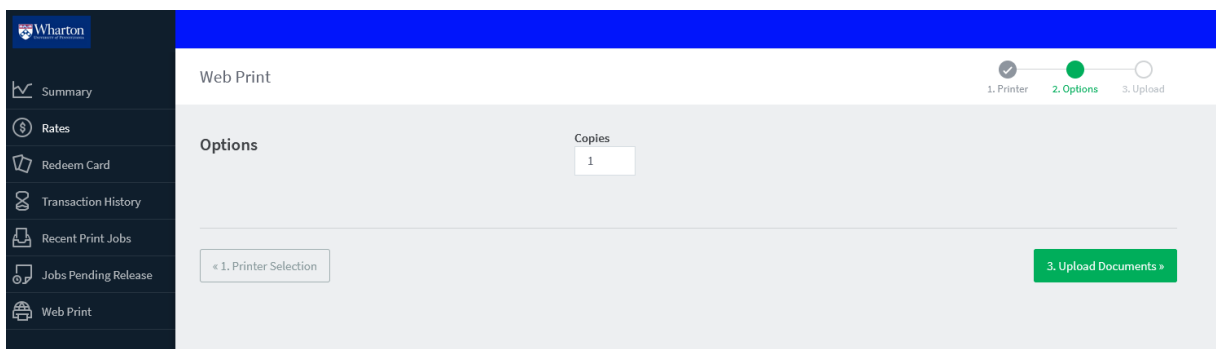 Wharton
Web Print
1. Printer
2. Options
3. Upload
Summary
Rates
Redeem Card
Transaction History
Recent Print Jobs
Jobs Pending Release
Web Print
Options
Copies
1
« 1. Printer Selection
3. Upload Documents »